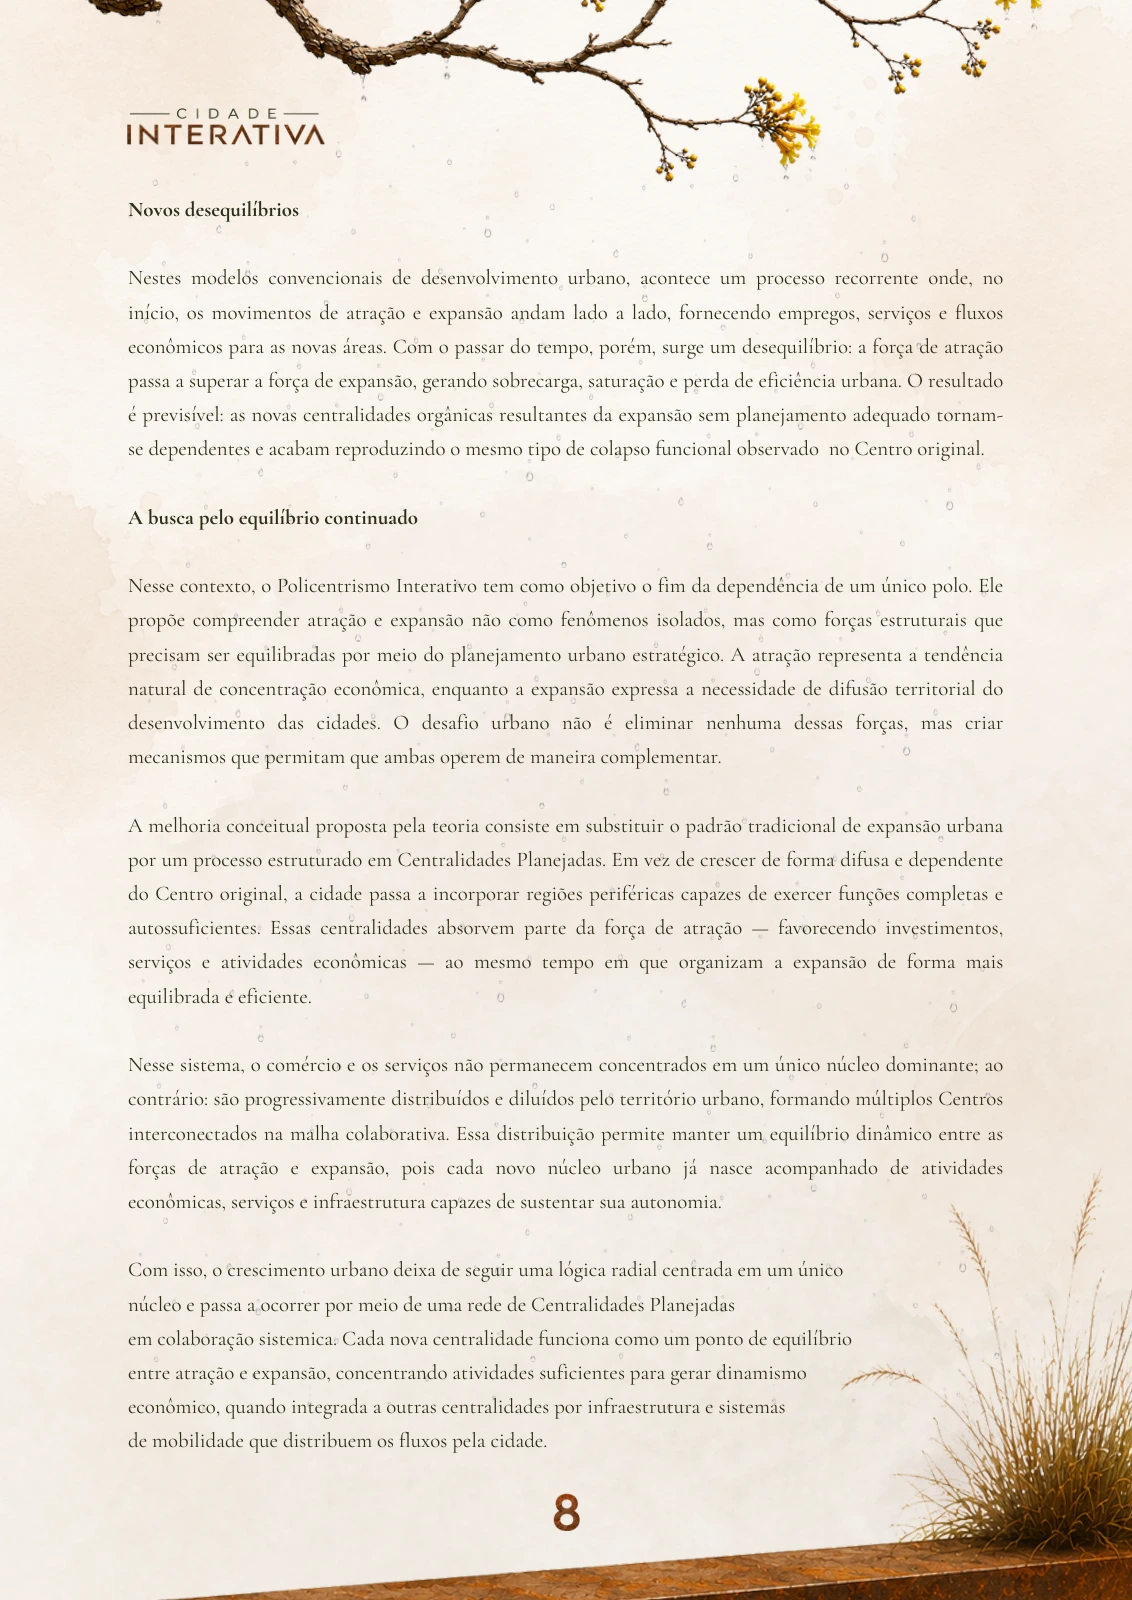 CIDADE
INTERATIVA
Novos desequilíbrios
Nestes modelos convencionais de desenvolvimento urbano, acontece um processo recorrente onde, no
início, os movimentos de atração e expansão andam lado a lado, fornecendo empregos, serviços e fluxos
econômicos para as novas áreas. Com o passar do tempo, porém, surge um desequilíbrio: a força de atração
passa a superar a força de expansão, gerando sobrecarga, saturação e perda de eficiência urbana. O resultado
é previsível: as novas centralidades orgânicas resultantes da expansão sem planejamento adequado tornam-
se dependentes e acabam reproduzindo o mesmo tipo de colapso funcional observado  no Centro original.
A busca pelo equilíbrio continuado
Nesse contexto, o Policentrismo Interativo tem como objetivo o fim da dependência de um único polo. Ele
propõe compreender atração e expansão não como fenômenos isolados, mas como forças estruturais que
precisam ser equilibradas por meio do planejamento urbano estratégico. A atração representa a tendência
natural de concentração econômica, enquanto a expansão expressa a necessidade de difusão territorial do
desenvolvimento das cidades. O desafio urbano não é eliminar nenhuma dessas forças, mas criar
mecanismos que permitam que ambas operem de maneira complementar.
A melhoria conceitual proposta pela teoria consiste em substituir o padrão tradicional de expansão urbana
por um processo estruturado em Centralidades Planejadas. Em vez de crescer de forma difusa e dependente
do Centro original, a cidade passa a incorporar regiões periféricas capazes de exercer funções completas e
autossuficientes. Essas centralidades absorvem parte da força de atração — favorecendo investimentos,
serviços e atividades econômicas — ao mesmo tempo em que organizam a expansão de forma mais
equilibrada e eficiente.
Nesse sistema, o comércio e os serviços não permanecem concentrados em um único núcleo dominante; ao
contrário: são progressivamente distribuídos e diluídos pelo território urbano, formando múltiplos Centros
interconectados na malha colaborativa. Essa distribuição permite manter um equilíbrio dinâmico entre as
forças de atração e expansão, pois cada novo núcleo urbano já nasce acompanhado de atividades
econômicas, serviços e infraestrutura capazes de sustentar sua autonomia.
Com isso, o crescimento urbano deixa de seguir uma lógica radial centrada em um único
núcleo e passa a ocorrer por meio de uma rede de Centralidades Planejadas
em colaboração sistemica. Cada nova centralidade funciona como um ponto de equilíbrio
entre atração e expansão, concentrando atividades suficientes para gerar dinamismo
econômico, quando integrada a outras centralidades por infraestrutura e sistemas
de mobilidade que distribuem os fluxos pela cidade.
8